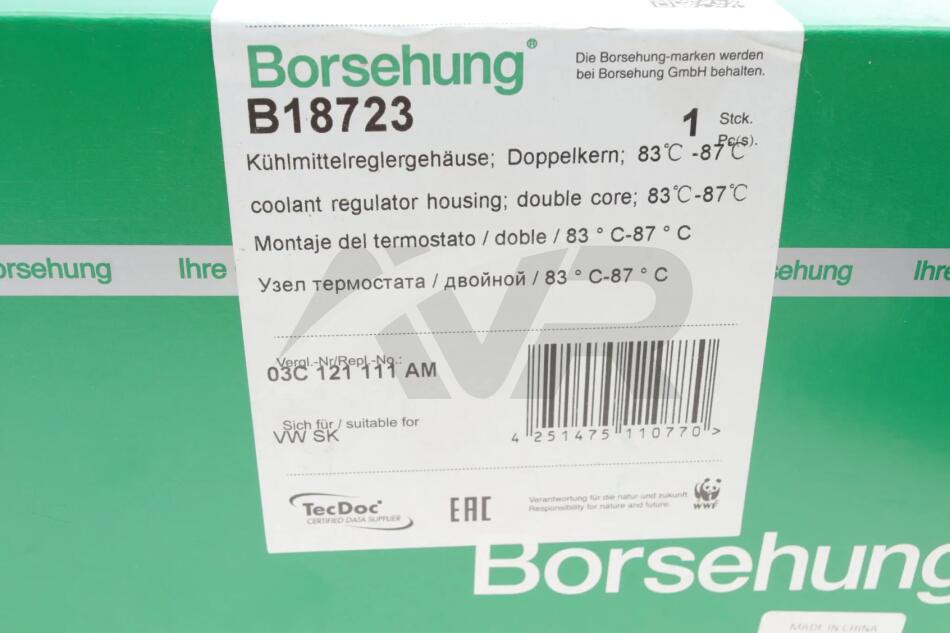 Borsehung®
Die Borsehung-marken werden
bei Borsehung GmbH behalten.
B18723
1 Stck.
Pc(s).
Kühlmittelreglergehäuse; Doppelkern; 83℃ -87℃
coolant regulator housing; double core; 83℃-87℃
Montaje del termostato / doble / 83 ° C-87 ° C
Узел термостата / двойной / 83 ° C-87 ° C
orsehung Ihre
sehung Ihre
IVR
Vergl.-Nr/Repl.-No.:
03C 121 111 AM
Sich für / suitable for
VW SK
4 251475 110770 >
TecDoc
CERTIFIED DATA SUPPLIER
EAC
Verantwortung für die natur und zukunft
Responsibility for nature and future.
WWF
Borsehung
MADE IN CHINA